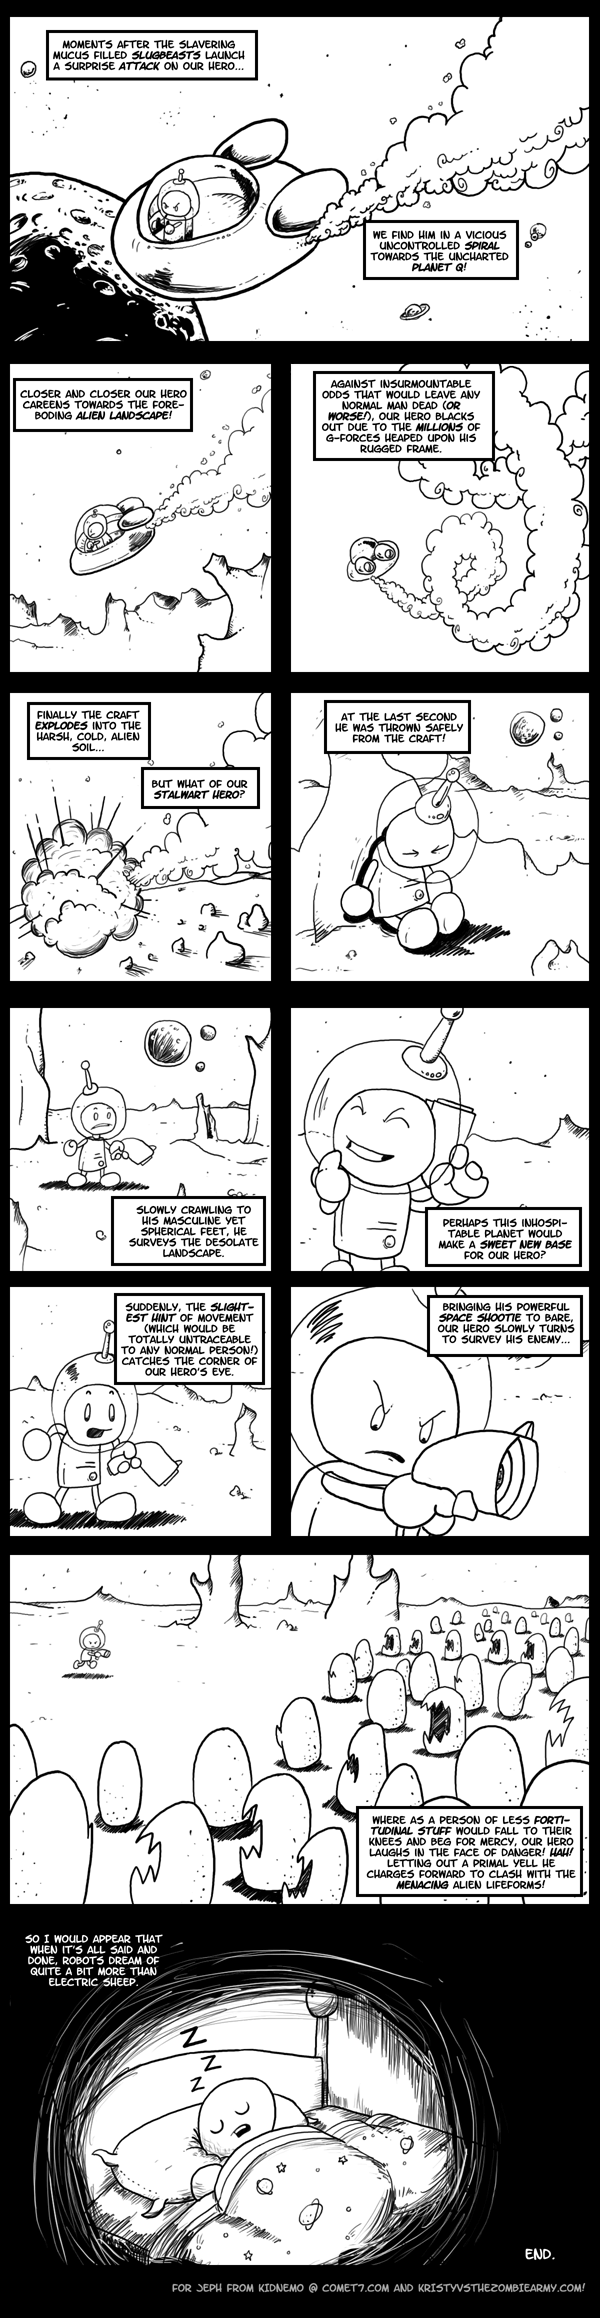 MOMENTS AFTER THE SLAVERING
MUCUS FILLED SLUGBEASTS LAUNCH
A SURPRISE ATTACK ON OUR HERO...
WE FIND HIM IN A VICIOUS
UNCONTROLLED SPIRAL
TOWARDS THE UNCHARTED
PLANET Q!
CLOSER AND CLOSER OUR HERO
CAREENS TOWARDS THE FORE-
BODING ALIEN LANDSCAPE!
AGAINST INSURMOUNTABLE
ODDS THAT WOULD LEAVE ANY
NORMAL MAN DEAD (OR
WORSE!), OUR HERO BLACKS
OUT DUE TO THE MILLIONS OF
G-FORCES HEAPED UPON HIS
RUGGED FRAME.
FINALLY THE CRAFT
EXPLODES INTO THE
HARSH, COLD, ALIEN
SOIL...
BUT WHAT OF OUR
STALWART HERO?
AT THE LAST SECOND
HE WAS THROWN SAFELY
FROM THE CRAFT!
SLOWLY CRAWLING TO
HIS MASCULINE YET
SPHERICAL FEET, HE
SURVEYS THE DESOLATE
LANDSCAPE.
PERHAPS THIS INHOSPI-
TABLE PLANET WOULD
MAKE A SWEET NEW BASE
FOR OUR HERO?
SUDDENLY, THE SLIGHT-
EST HINT OF MOVEMENT
(WHICH WOULD BE
TOTALLY UNTRACEABLE
TO ANY NORMAL PERSON!)
CATCHES THE CORNER OF
OUR HERO'S EYE.
BRINGING HIS POWERFUL
SPACE SHOOTIE TO BARE,
OUR HERO SLOWLY TURNS
TO SURVEY HIS ENEMY...
WHERE AS A PERSON OF LESS FORTI-
TUDINAL STUFF WOULD FALL TO THEIR
KNEES AND BEG FOR MERCY, OUR HERO
LAUGHS IN THE FACE OF DANGER! HAH!
LETTING OUT A PRIMAL YELL HE
CHARGES FORWARD TO CLASH WITH THE
MENACING ALIEN LIFEFORMS!
SO I WOULD APPEAR THAT
WHEN IT'S ALL SAID AND
DONE, ROBOTS DREAM OF
QUITE A BIT MORE THAN
ELECTRIC SHEEP.
Z
Z
Z
END.
FOR JEPH FROM KIDNEMO @ COMET7.COM AND KRISTYVSTHEZOMBIEARMY.COM!